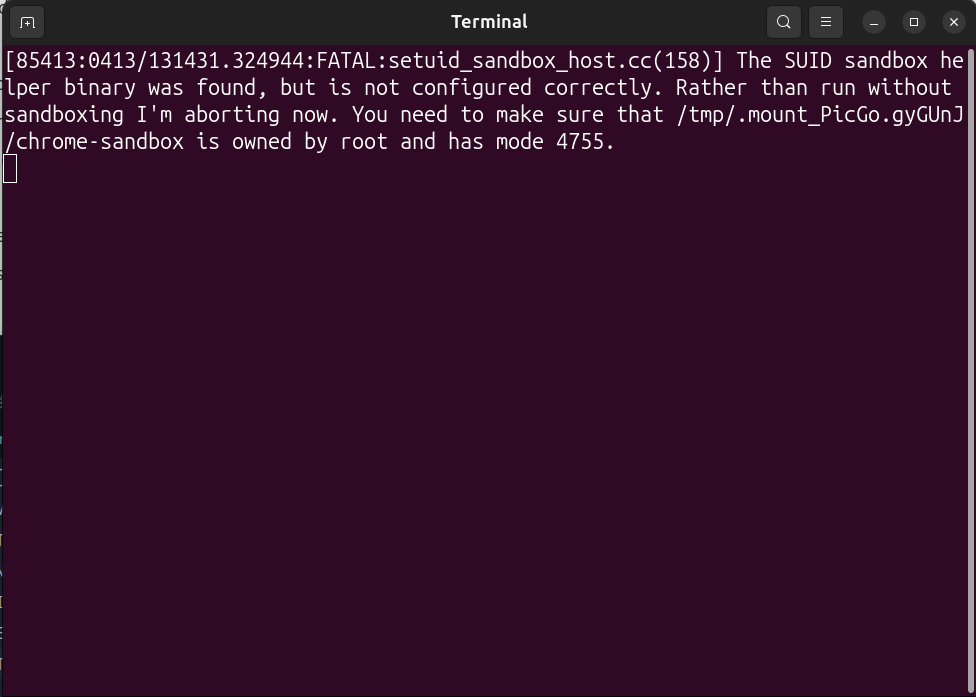 Terminal
[85413:0413/131431.324944:FATAL:setuid_sandbox_host.cc(158)] The SUID sandbox he
lper binary was found, but is not configured correctly. Rather than run without
sandboxing I'm aborting now. You need to make sure that /tmp/.mount_PicGo.gyGUnJ
/chrome-sandbox is owned by root and has mode 4755.